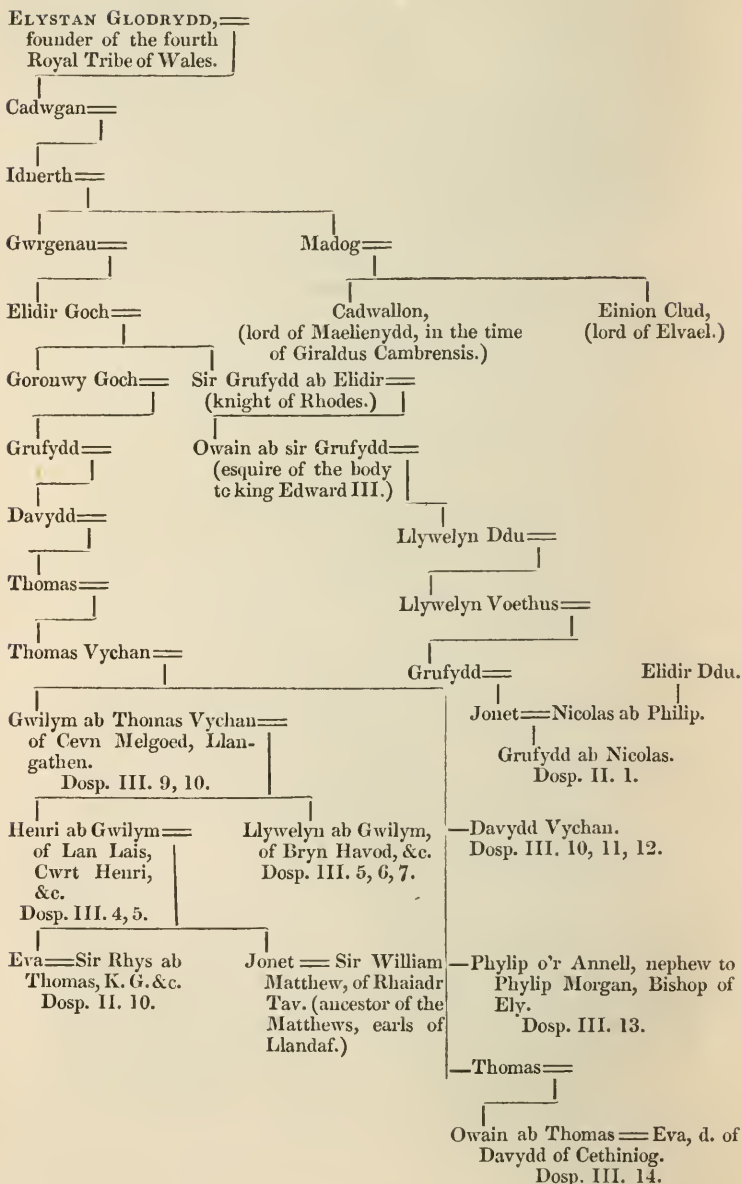 ELYSTAN GLODRYDD,
founder of the fourth
Royal Tribe of Wales.
Cadwgan
Idnerth
Gwrgenau Madog
Elidir Goch Cadwallon, Einion Clud,
(lord of Maelienydd, in the time (lord of Elvael.)
of Giraldus Cambrensis.)
Goronwy Goch Sir Grufydd ab Elidir
(knight of Rhodes.)
Grufydd Owain ab sir Grufydd
(esquire of the body
to king Edward III.)
Davydd
Llywelyn Ddu
Thomas
Llywelyn Voethus
Thomas Vychan
Grufydd Elidir Ddu.
Gwilym ab Thomas Vychan
of Cevn Melgoed, Llan-
gathen.
Dosp. III. 9, 10.
Jonet Nicolas ab Philip.
Grufydd ab Nicolas.
Dosp. II. 1.
Henri ab Gwilym
of Lan Lais,
Cwrt Henri,
&c.
Dosp. III. 4, 5.
Llywelyn ab Gwilym,
of Bryn Havod, &c.
Dosp. III. 5, 6, 7.
—Davydd Vychan.
Dosp. III. 10, 11, 12.
Eva Sir Rhys ab
Thomas, K. G. &c.
Dosp. II. 10.
Jonet Sir William
Matthew, of Rhaiadr
Tav. (ancestor of the
Matthews, earls of
Llandaf.)
—Phylip o'r Annell, nephew to
Phylip Morgan, Bishop of
Ely.
Dosp. III. 13.
—Thomas
Owain ab Thomas Eva, d. of
Davydd of Cethiniog.
Dosp. III. 14.